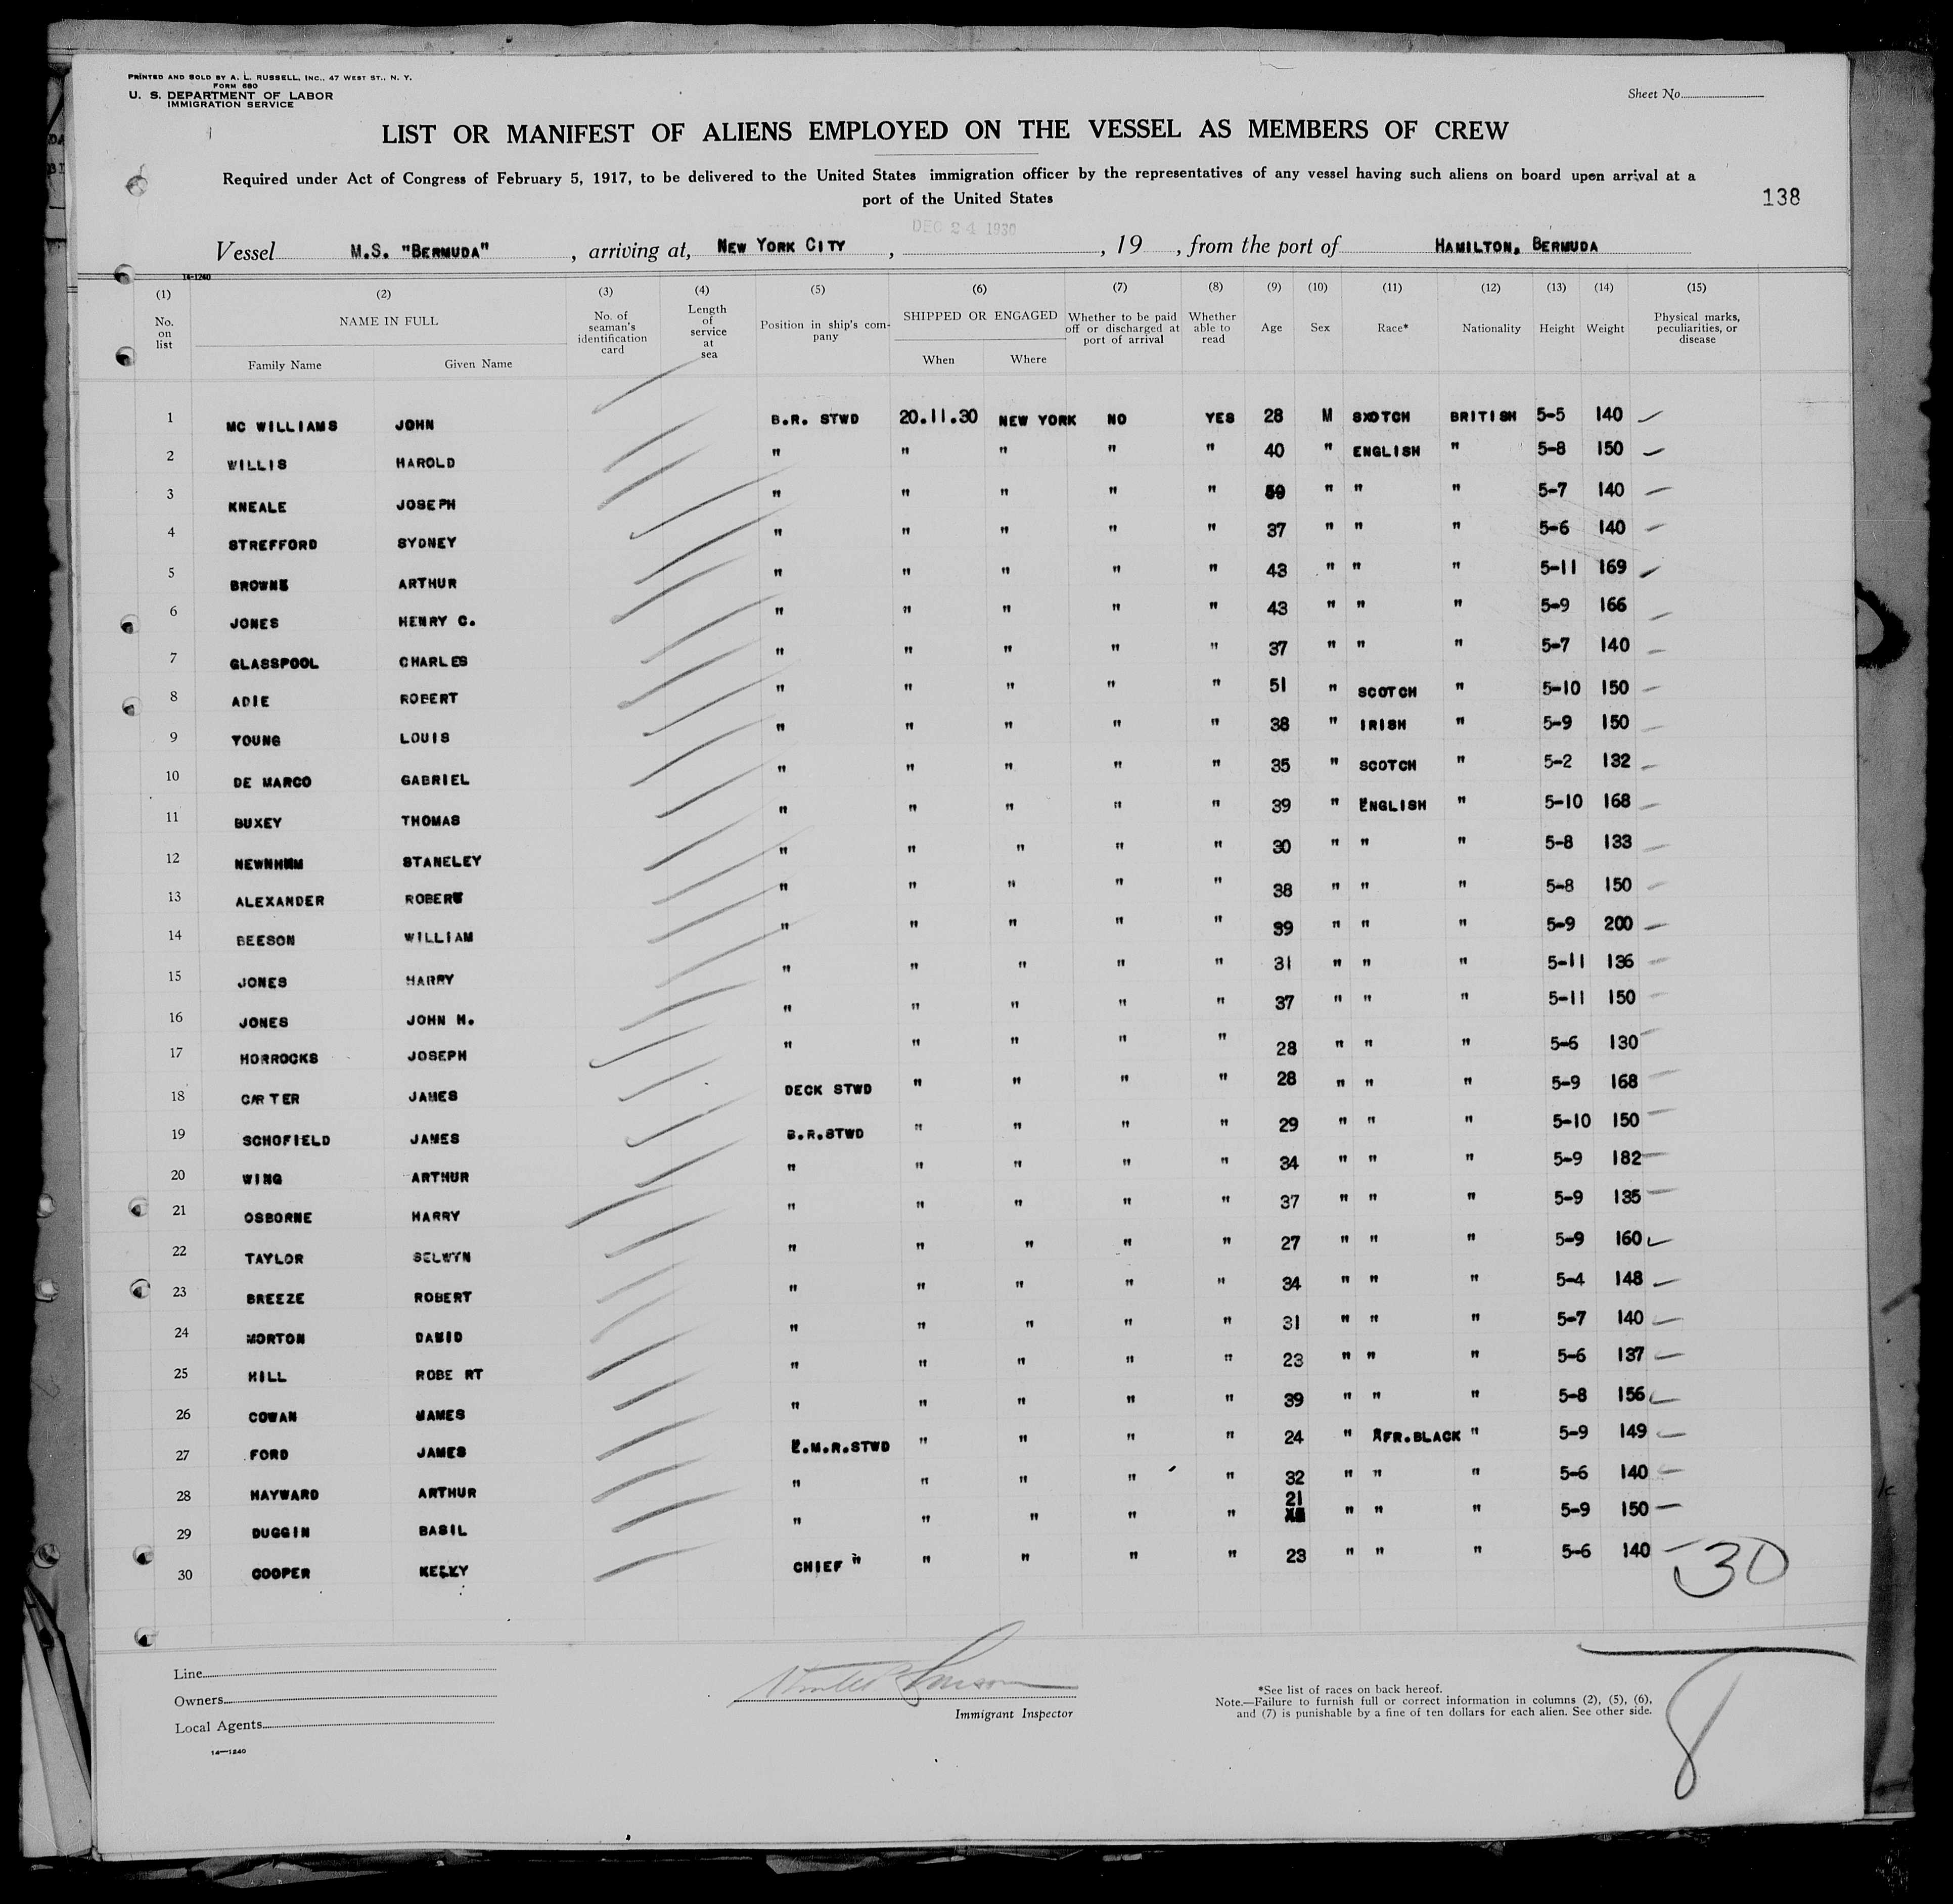 PRINTED AND SOLD BY A. L. RUSSELL, INC., 47 WEST ST., N. Y.
FORM 680
U. S. DEPARTMENT OF LABOR
IMMIGRATION SERVICE
Sheet No.
LIST OR MANIFEST OF ALIENS EMPLOYED ON THE VESSEL AS MEMBERS OF CREW
Required under Act of Congress of February 5, 1917, to be delivered to the United States immigration officer by the representatives of any vessel having such aliens on board upon arrival at a
port of the United States
138
DEC 24 1930
Vessel M.S. "BERMUDA", arriving at, NEW YORK CITY, , 19 , from the port of HAMILTON, BERMUDA
14-1240
(1) (2) (3) (4) (5) (6) (7) (8) (9) (10) (11) (12) (13) (14) (15)
No. on list NAME IN FULL Family Name Given Name No. of seaman's identification card Length of service at sea Position in ship's company SHIPPED OR ENGAGED When Where Whether to be paid off or discharged at port of arrival Whether able to read Age Sex Race* Nationality Height Weight Physical marks, peculiarities, or disease
1 MC WILLIAMS JOHN B.R. STWD 20.11.30 NEW YORK NO YES 28 M SXOTCH BRITISH 5-5 140
2 WILLIS HAROLD " " " " " 40 " ENGLISH " 5-8 150
3 KNEALE JOSEPH " " " " " " " " 5-7 140
4 STREFFORD SYDNEY " " " " " 37 " " " 5-6 140
5 BROWNE ARTHUR " " " " " 43 " " " 5-11 169
6 JONES HENRY C. " " " " " 43 " " " 5-9 166
7 GLASSPOOL CHARLES " " " " " 37 " " " 5-7 140
8 ADIE ROBERT " " " " " 51 " SCOTCH " 5-10 150
9 YOUNG LOUIS " " " " " 38 " IRISH " 5-9 150
10 DE MARCO GABRIEL " " " " " 35 " SCOTCH " 5-2 132
11 BUXEY THOMAS " " " " " 39 " ENGLISH " 5-10 168
12 STANELEY " " " " " 30 " " " 5-8 133
13 ALEXANDER ROBERT " " " " " 38 " " " 5-8 150
14 BEESON WILLIAM " " " " " 39 " " " 5-9 200
15 JONES HARRY " " " " " 31 " " " 5-11 136
16 JONES JOHN H. " " " " " 37 " " " 5-11 150
17 HORROCKS JOSEPH " " " " " 28 " " " 5-6 130
18 CARTER JAMES DECK STWD " " " " 28 " " " 5-9 168
19 SCHOFIELD JAMES B.R.STWD " " " " 29 " " " 5-10 150
20 WING ARTHUR " " " " " 34 " " " 5-9 182
21 OSBORNE HARRY " " " " " 37 " " " 5-9 135
22 TAYLOR SELWYN " " " " " 27 " " " 5-9 160
23 BREEZE ROBERT " " " " " 34 " " " 5-4 148
24 MORTON DAVID " " " " " 31 " " " 5-7 140
25 HILL ROBE RT " " " " " 23 " " " 5-6 137
26 COWAN JAMES " " " " " 39 " " " 5-8 156
27 FORD JAMES E.M.R.STWD " " " " 24 " AFR.BLACK " 5-9 149
28 HAYWARD ARTHUR " " " " " 32 " " " 5-6 140
29 DUGGIN BASIL " " " " " 21 " " " 5-9 150
30 COOPER KELLY CHIEF " " " " " 23 " " " 5-6 140
30
Line
Owners
Local Agents
14—1240
Immigrant Inspector
*See list of races on back hereof.
Note.—Failure to furnish full or correct information in columns (2), (5), (6),
and (7) is punishable by a fine of ten dollars for each alien. See other side.
8